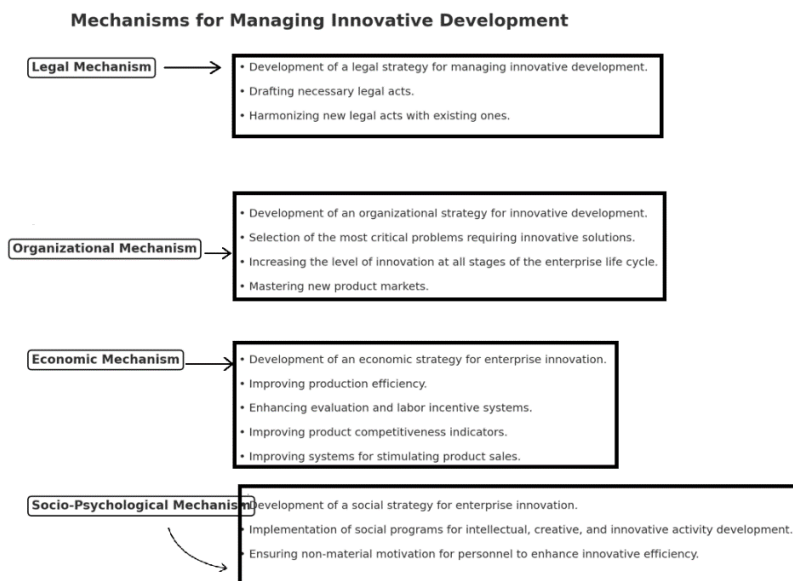 Mechanisms for Managing Innovative Development
Legal Mechanism
• Development of a legal strategy for managing innovative development.
• Drafting necessary legal acts.
• Harmonizing new legal acts with existing ones.
Organizational Mechanism
• Development of an organizational strategy for innovative development.
• Selection of the most critical problems requiring innovative solutions.
• Increasing the level of innovation at all stages of the enterprise life cycle.
• Mastering new product markets.
Economic Mechanism
• Development of an economic strategy for enterprise innovation.
• Improving production efficiency.
• Enhancing evaluation and labor incentive systems.
• Improving product competitiveness indicators.
• Improving systems for stimulating product sales.
Socio-Psychological Mechanism
• Development of a social strategy for enterprise innovation.
• Implementation of social programs for intellectual, creative, and innovative activity development.
• Ensuring non-material motivation for personnel to enhance innovative efficiency.